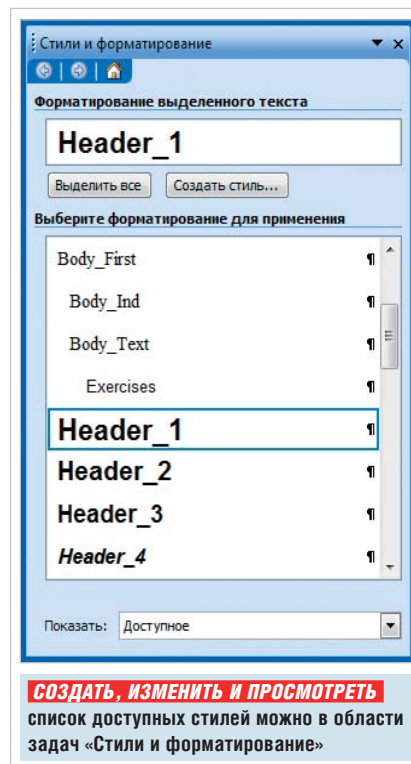 Стили и форматирование
Форматирование выделенного текста
Header_1
Выделить все Создать стиль...
Выберите форматирование для применения
Body_First ¶
Body_Ind ¶
Body_Text ¶
Exercises ¶
Header_1 ¶
Header_2 ¶
Header_3 ¶
Header_4 ¶
Показать: Доступное
СОЗДАТЬ, ИЗМЕНИТЬ И ПРОСМОТРЕТЬ
список доступных стилей можно в области
задач «Стили и форматирование»